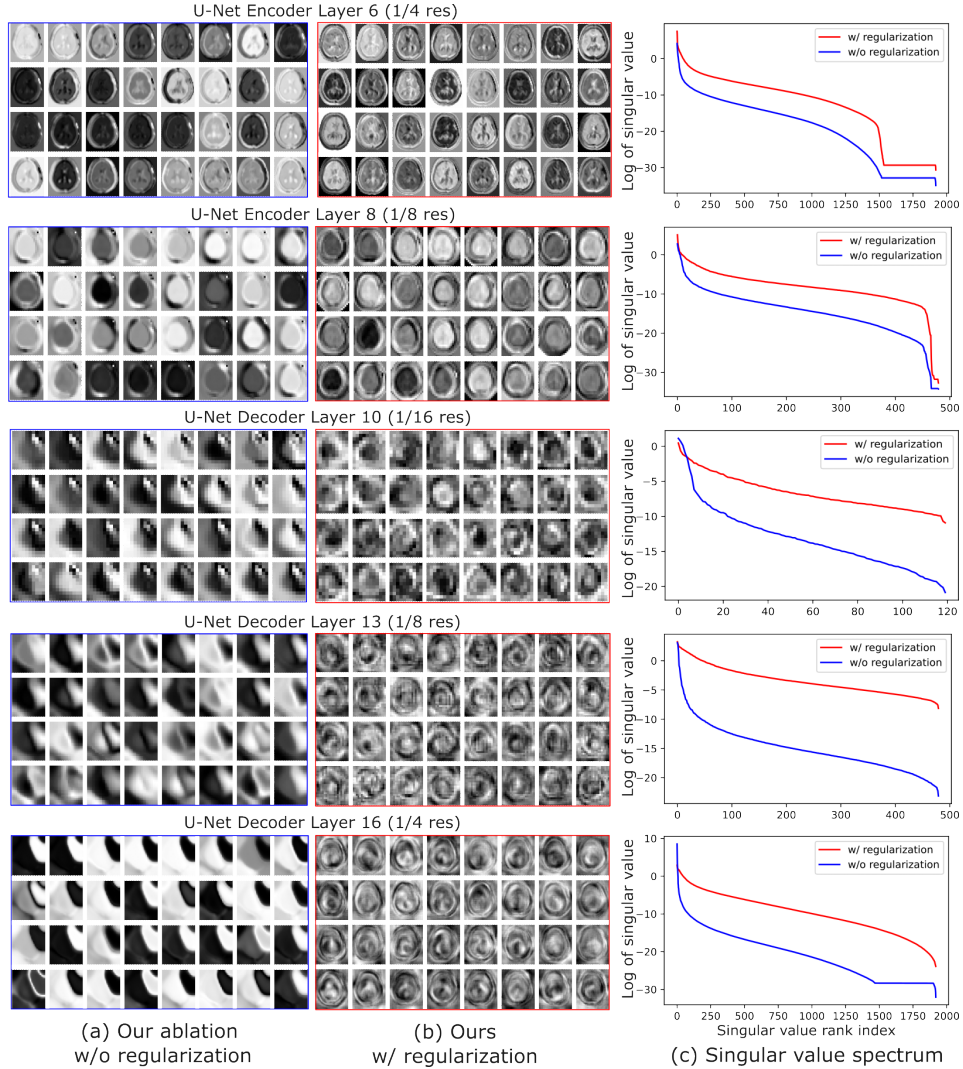 U-Net Encoder Layer 6 (1/4 res)
w/ regularization
w/o regularization
Log of singular value
0
−10
−20
−30
0 250 500 750 1000 1250 1500 1750 2000
U-Net Encoder Layer 8 (1/8 res)
w/ regularization
w/o regularization
Log of singular value
0
−10
−20
−30
0 100 200 300 400 500
U-Net Decoder Layer 10 (1/16 res)
w/ regularization
w/o regularization
Log of singular value
0
−5
−10
−15
−20
0 20 40 60 80 100 120
U-Net Decoder Layer 13 (1/8 res)
w/ regularization
w/o regularization
Log of singular value
0
−5
−10
−15
−20
0 100 200 300 400 500
U-Net Decoder Layer 16 (1/4 res)
w/ regularization
w/o regularization
Log of singular value
10
0
−10
−20
−30
0 250 500 750 1000 1250 1500 1750 2000
Singular value rank index
(a) Our ablation
w/o regularization
(b) Ours
w/ regularization
(c) Singular value spectrum